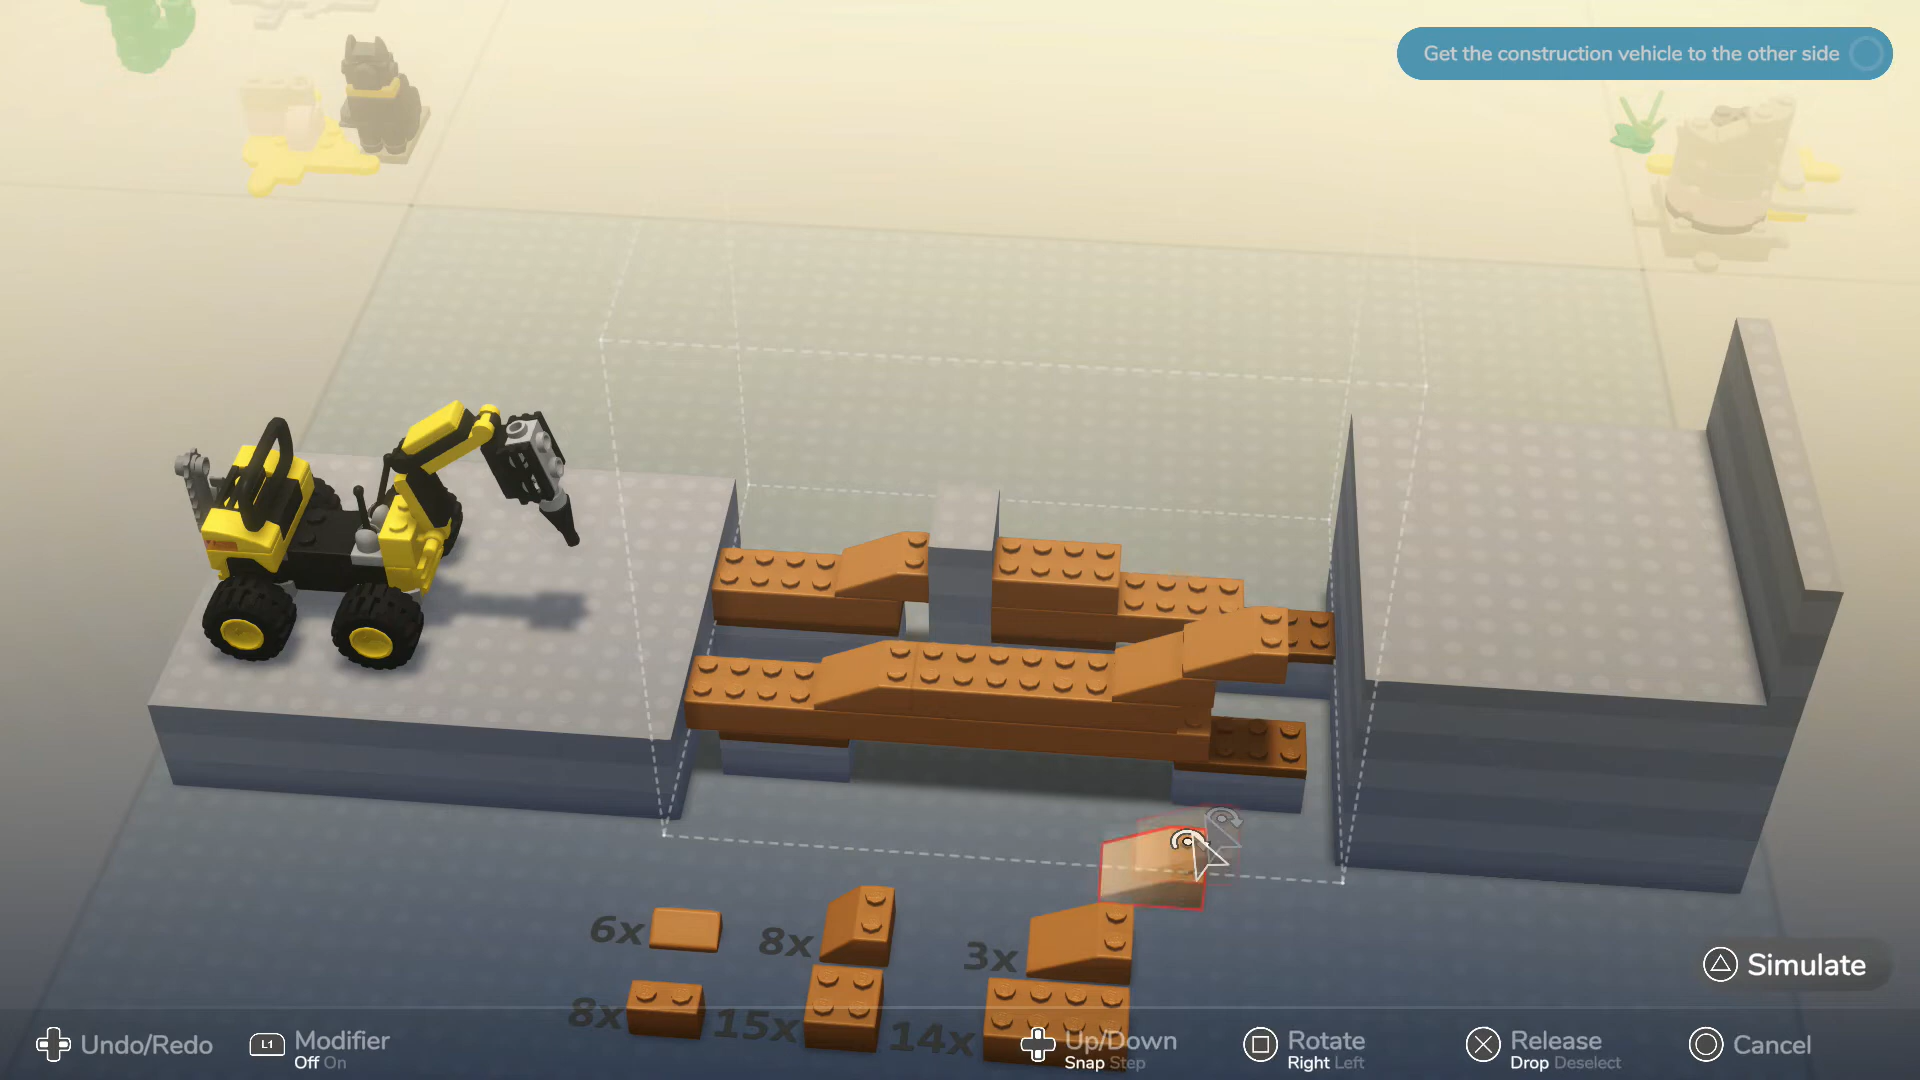 Get the construction vehicle to the other side
6x
8x
3x
8x
15x
14x
Simulate
Undo/Redo
L1
Modifier
Off On
Up/Down
Snap Step
Rotate
Right Left
Release
Drop Deselect
Cancel